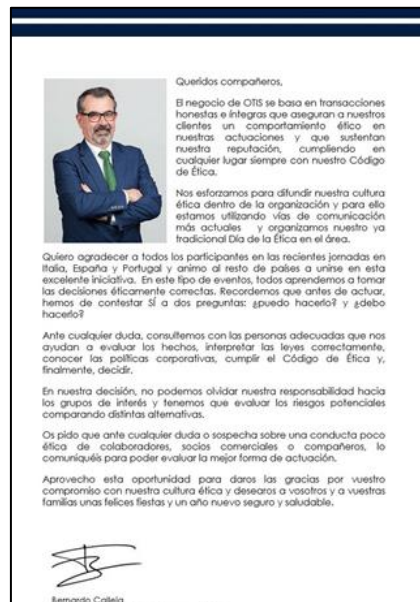 Queridos compañeros,
El negocio de OTIS se basa en transacciones
honestas e íntegras que aseguran a nuestros
clientes un comportamiento ético en
nuestras actuaciones y que sustentan
nuestra reputación, cumpliendo en
cualquier lugar siempre con nuestro Código
de Ética.
Nos esforzamos para difundir nuestra cultura
ética dentro de la organización y para ello
estamos utilizando vías de comunicación
más actuales y organizamos nuestro ya
tradicional Día de la Ética en el área.
Quiero agradecer a todos los participantes en las recientes jornadas en
Italia, España y Portugal y animo al resto de países a unirse en esta
excelente iniciativa. En este tipo de eventos, todos aprendemos a tomar
las decisiones éticamente correctas. Recordemos que antes de actuar,
hemos de contestar SÍ a dos preguntas: ¿puedo hacerlo? y ¿debo
hacerlo?
Ante cualquier duda, consultemos con las personas adecuadas que nos
ayudan a evaluar los hechos, interpretar las leyes correctamente,
conocer las políticas corporativas, cumplir el Código de Ética y,
finalmente, decidir.
En nuestra decisión, no podemos olvidar nuestra responsabilidad hacia
los grupos de interés y tenemos que evaluar los riesgos potenciales
comparando distintas alternativas.
Os pido que ante cualquier duda o sospecha sobre una conducta poco
ética de colaboradores, socios comerciales o compañeros, lo
comuniquéis para poder evaluar la mejor forma de actuación.
Aprovecho esta oportunidad para daros las gracias por vuestro
compromiso con nuestra cultura ética y desearos a vosotros y a vuestras
familias unas felices fiestas y un año nuevo seguro y saludable.
Bernardo Calleja